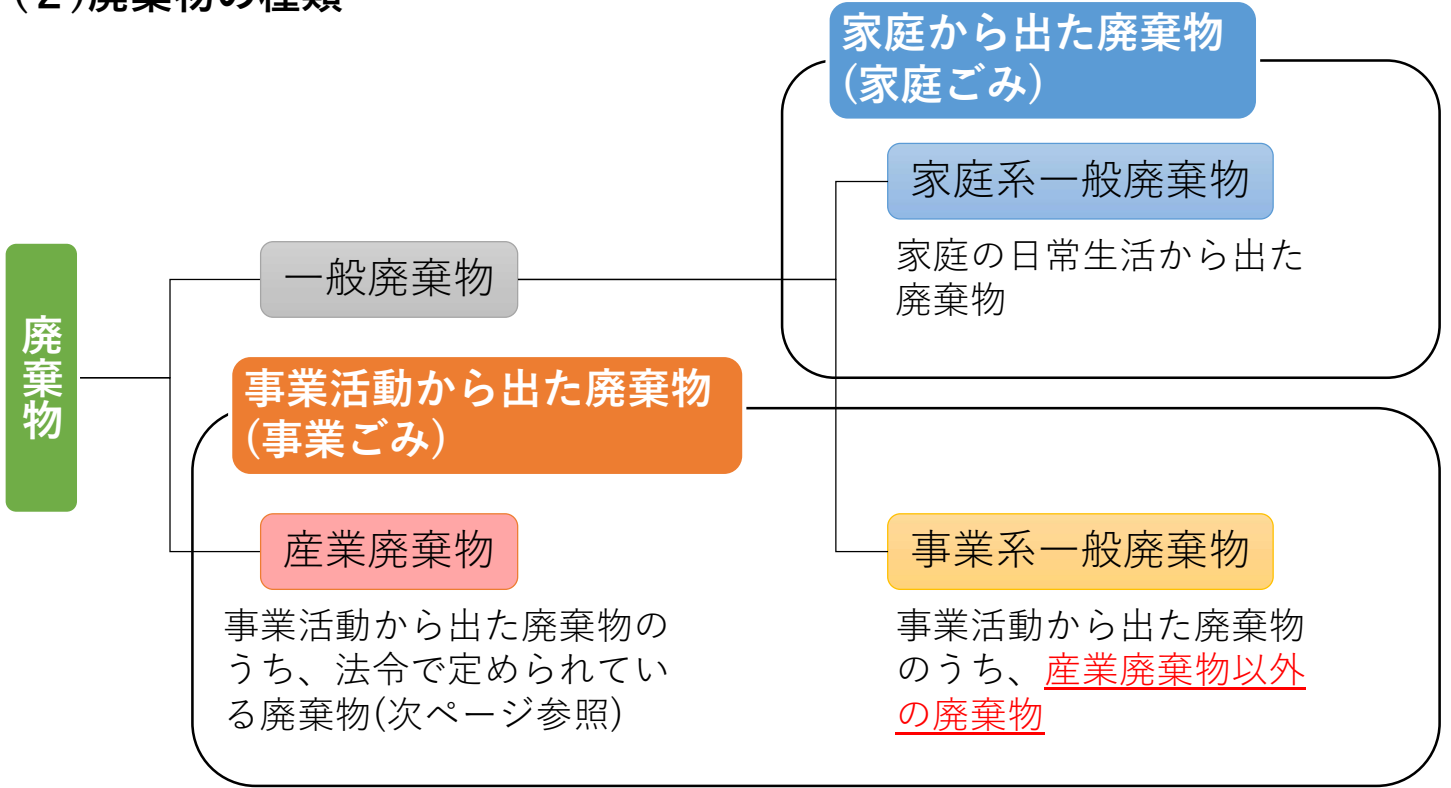 (２)廃棄物の種類
家庭から出た廃棄物
(家庭ごみ)
家庭系一般廃棄物
家庭の日常生活から出た
廃棄物
一般廃棄物
廃棄物
事業活動から出た廃棄物
(事業ごみ)
産業廃棄物
事業活動から出た廃棄物の
うち、法令で定められてい
る廃棄物(次ページ参照)
事業系一般廃棄物
事業活動から出た廃棄物
のうち、産業廃棄物以外
の廃棄物